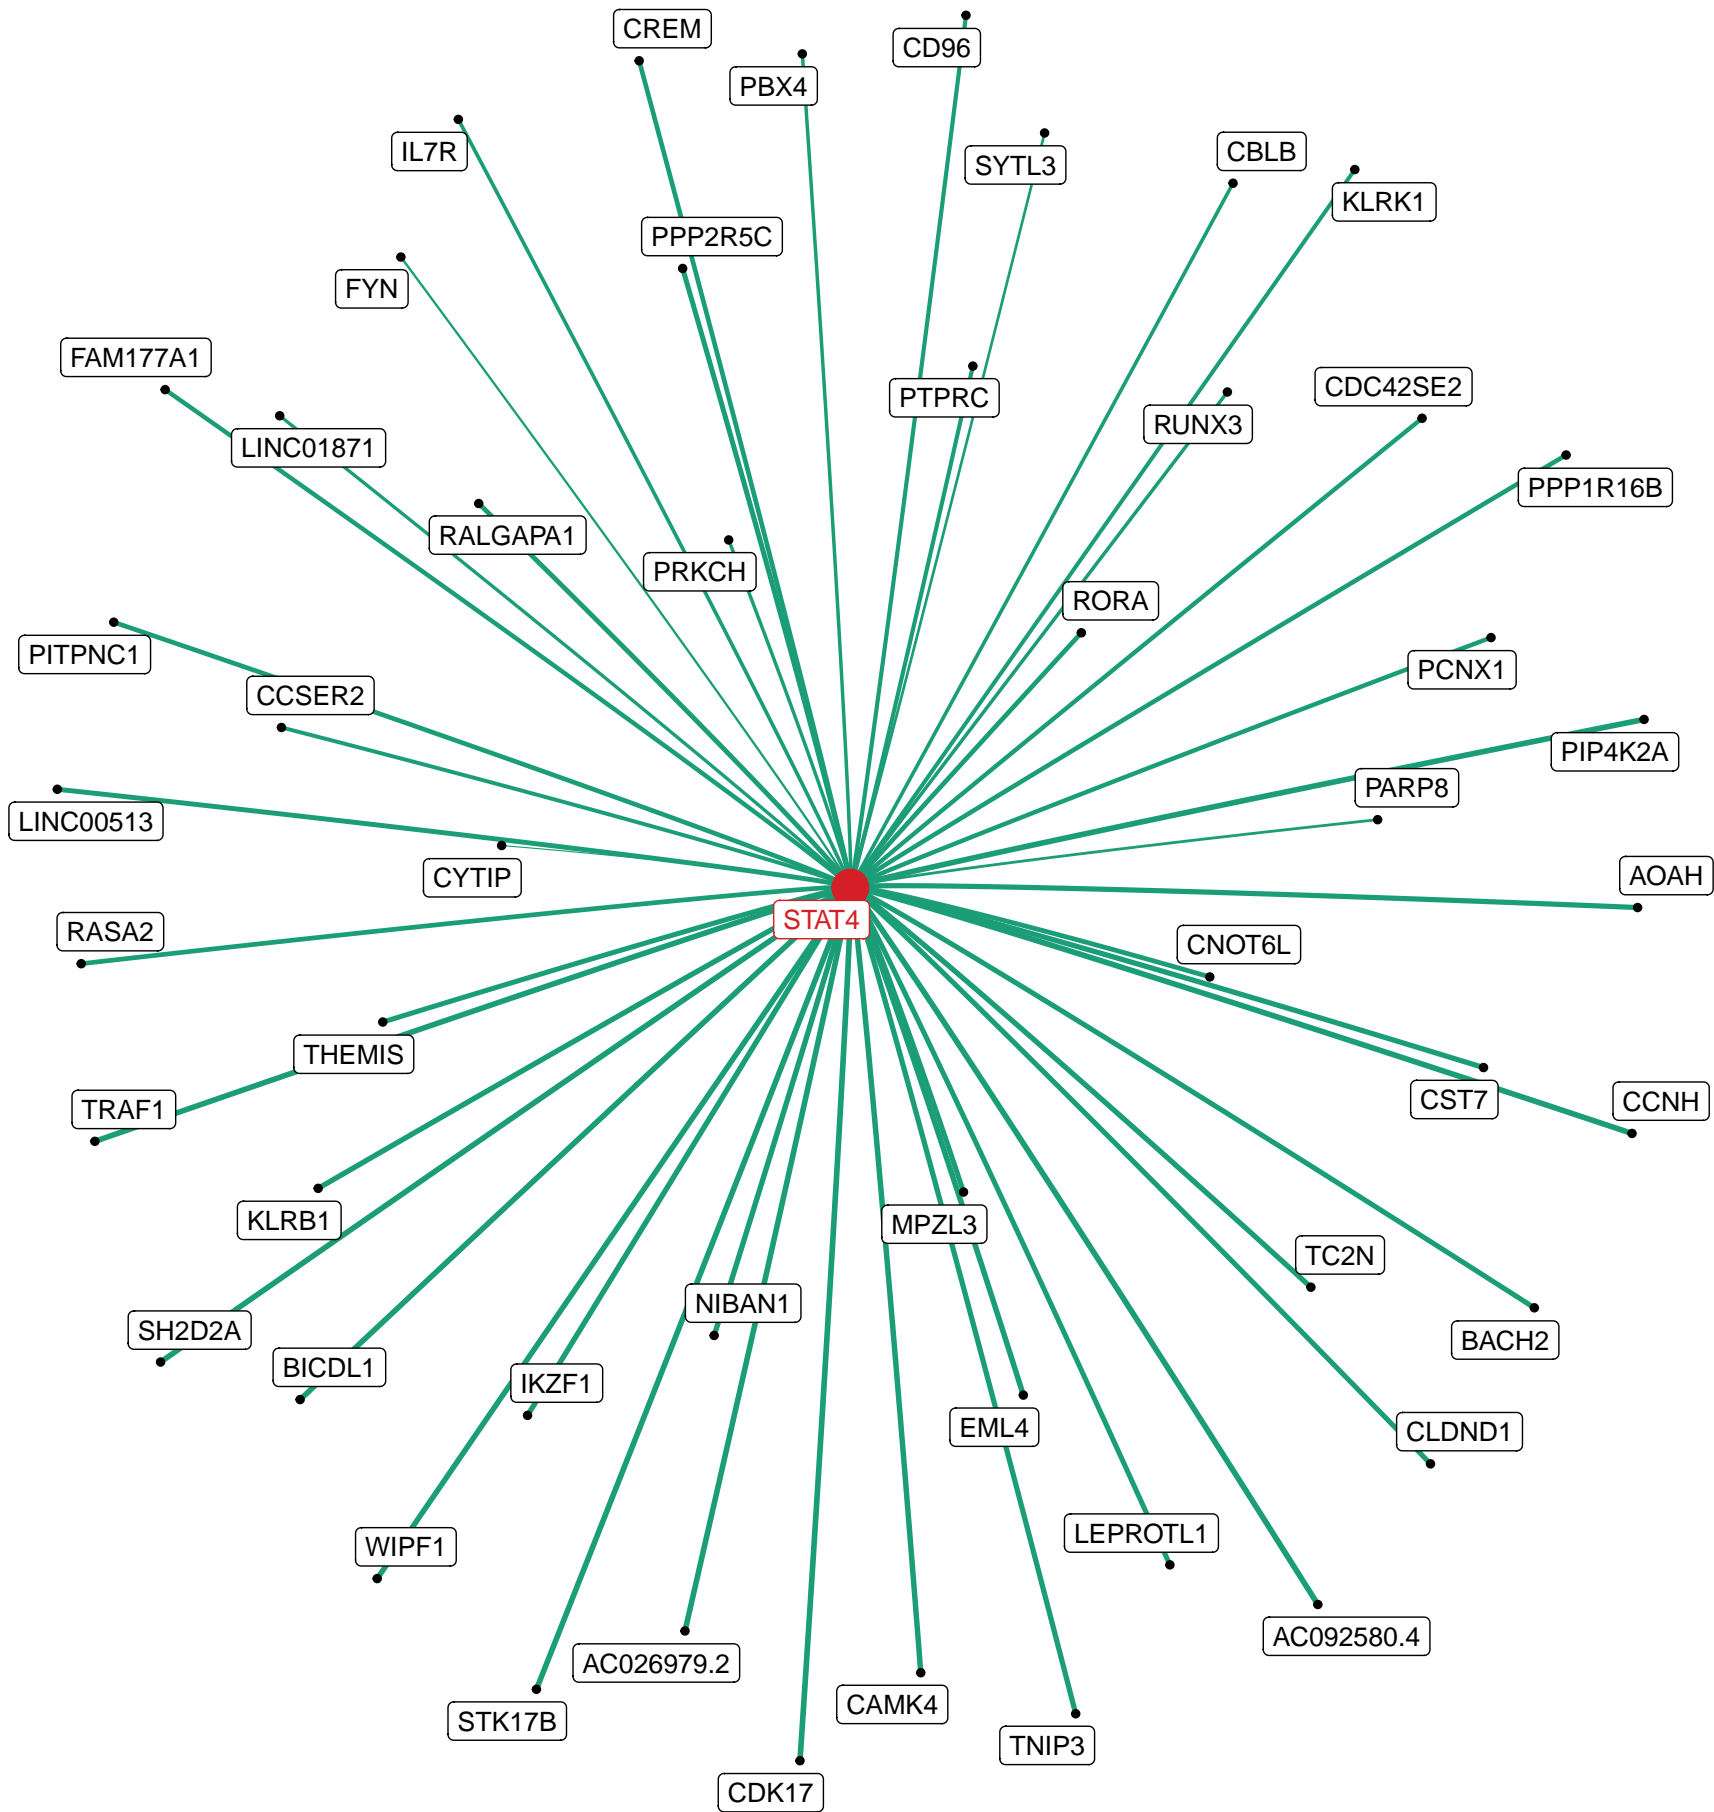 CREM
CD96
PBX4
IL7R
CBLB
SYTL3
KLRK1
PPP2R5C
FYN
FAM177A1
CDC42SE2
PTPRC
RUNX3
LINC01871
PPP1R16B
RALGAPA1
PRKCH
RORA
PITPNC1
PCNX1
CCSER2
PIP4K2A
PARP8
LINC00513
CYTIP
AOAH
STAT4
RASA2
CNOT6L
THEMIS
CST7
CCNH
TRAF1
KLRB1
MPZL3
TC2N
NIBAN1
SH2D2A
BACH2
BICDL1
IKZF1
EML4
CLDND1
LEPROTL1
WIPF1
AC092580.4
AC026979.2
CAMK4
STK17B
TNIP3
CDK17